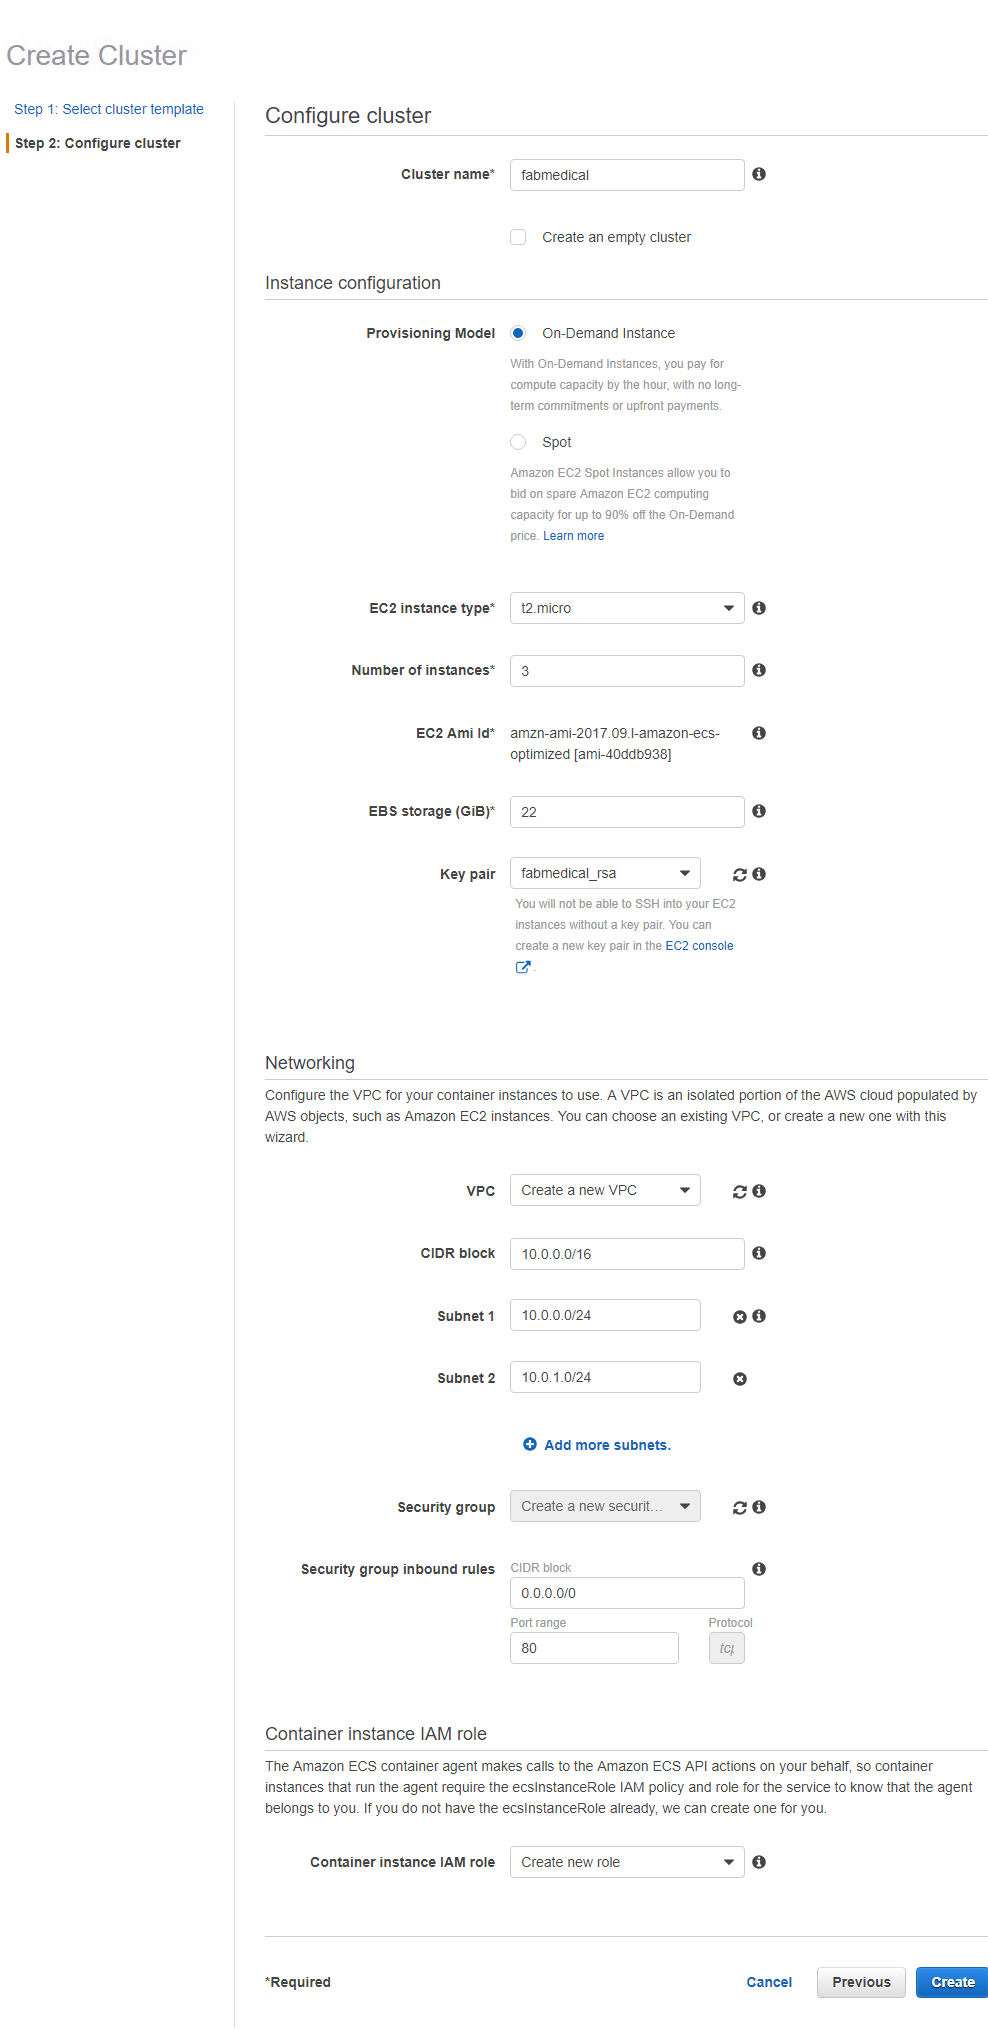 Create Cluster
Step 1: Select cluster template
Step 2: Configure cluster
Configure cluster
Cluster name* fabmedical
Create an empty cluster
Instance configuration
Provisioning Model On-Demand Instance
With On-Demand Instances, you pay for
compute capacity by the hour, with no long-
term commitments or upfront payments.
Spot
Amazon EC2 Spot Instances allow you to
bid on spare Amazon EC2 computing
capacity for up to 90% off the On-Demand
price. Learn more
EC2 instance type* t2.micro
Number of instances* 3
EC2 Ami Id* amzn-ami-2017.09.l-amazon-ecs-
optimized [ami-40ddb938]
EBS storage (GiB)* 22
Key pair fabmedical_rsa
You will not be able to SSH into your EC2
instances without a key pair. You can
create a new key pair in the EC2 console
.
Networking
Configure the VPC for your container instances to use. A VPC is an isolated portion of the AWS cloud populated by
AWS objects, such as Amazon EC2 instances. You can choose an existing VPC, or create a new one with this
wizard.
VPC Create a new VPC
CIDR block 10.0.0.0/16
Subnet 1 10.0.0.0/24
Subnet 2 10.0.1.0/24
Add more subnets.
Security group Create a new securit...
Security group inbound rules CIDR block
0.0.0.0/0
Port range Protocol
80 tcp
Container instance IAM role
The Amazon ECS container agent makes calls to the Amazon ECS API actions on your behalf, so container
instances that run the agent require the ecsInstanceRole IAM policy and role for the service to know that the agent
belongs to you. If you do not have the ecsInstanceRole already, we can create one for you.
Container instance IAM role Create new role
*Required Cancel Previous Create